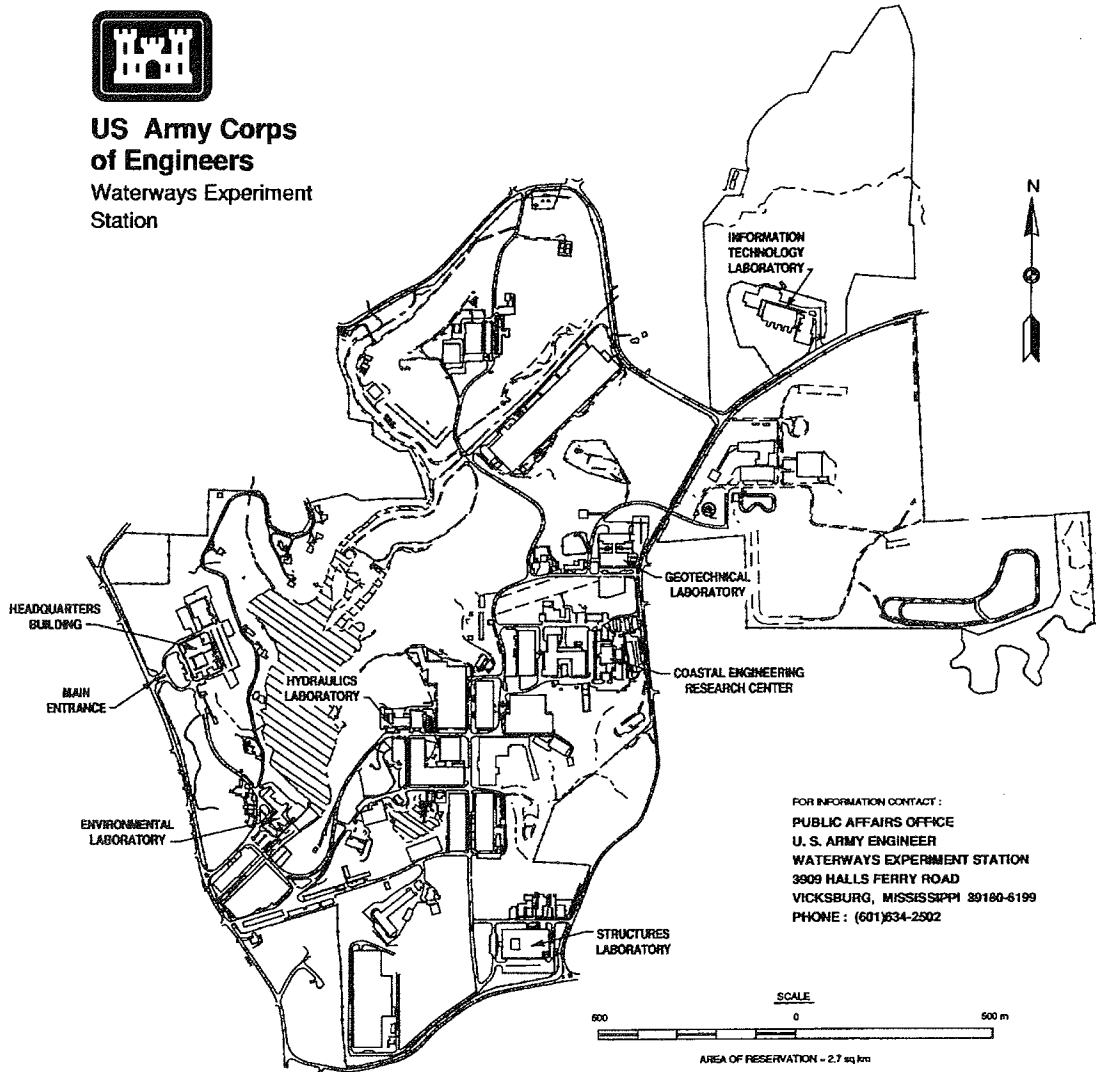 US Army Corps
of Engineers
Waterways Experiment
Station
N
INFORMATION
TECHNOLOGY
LABORATORY
GEOTECHNICAL
LABORATORY
HEADQUARTERS
BUILDING
MAIN
ENTRANCE
HYDRAULICS
LABORATORY
COASTAL ENGINEERING
RESEARCH CENTER
ENVIRONMENTAL
LABORATORY
STRUCTURES
LABORATORY
FOR INFORMATION CONTACT :
PUBLIC AFFAIRS OFFICE
U. S. ARMY ENGINEER
WATERWAYS EXPERIMENT STATION
3909 HALLS FERRY ROAD
VICKSBURG, MISSISSIPPI 39180-6199
PHONE : (601)634-2502
SCALE
500 0 500 m
AREA OF RESERVATION = 2.7 sq km